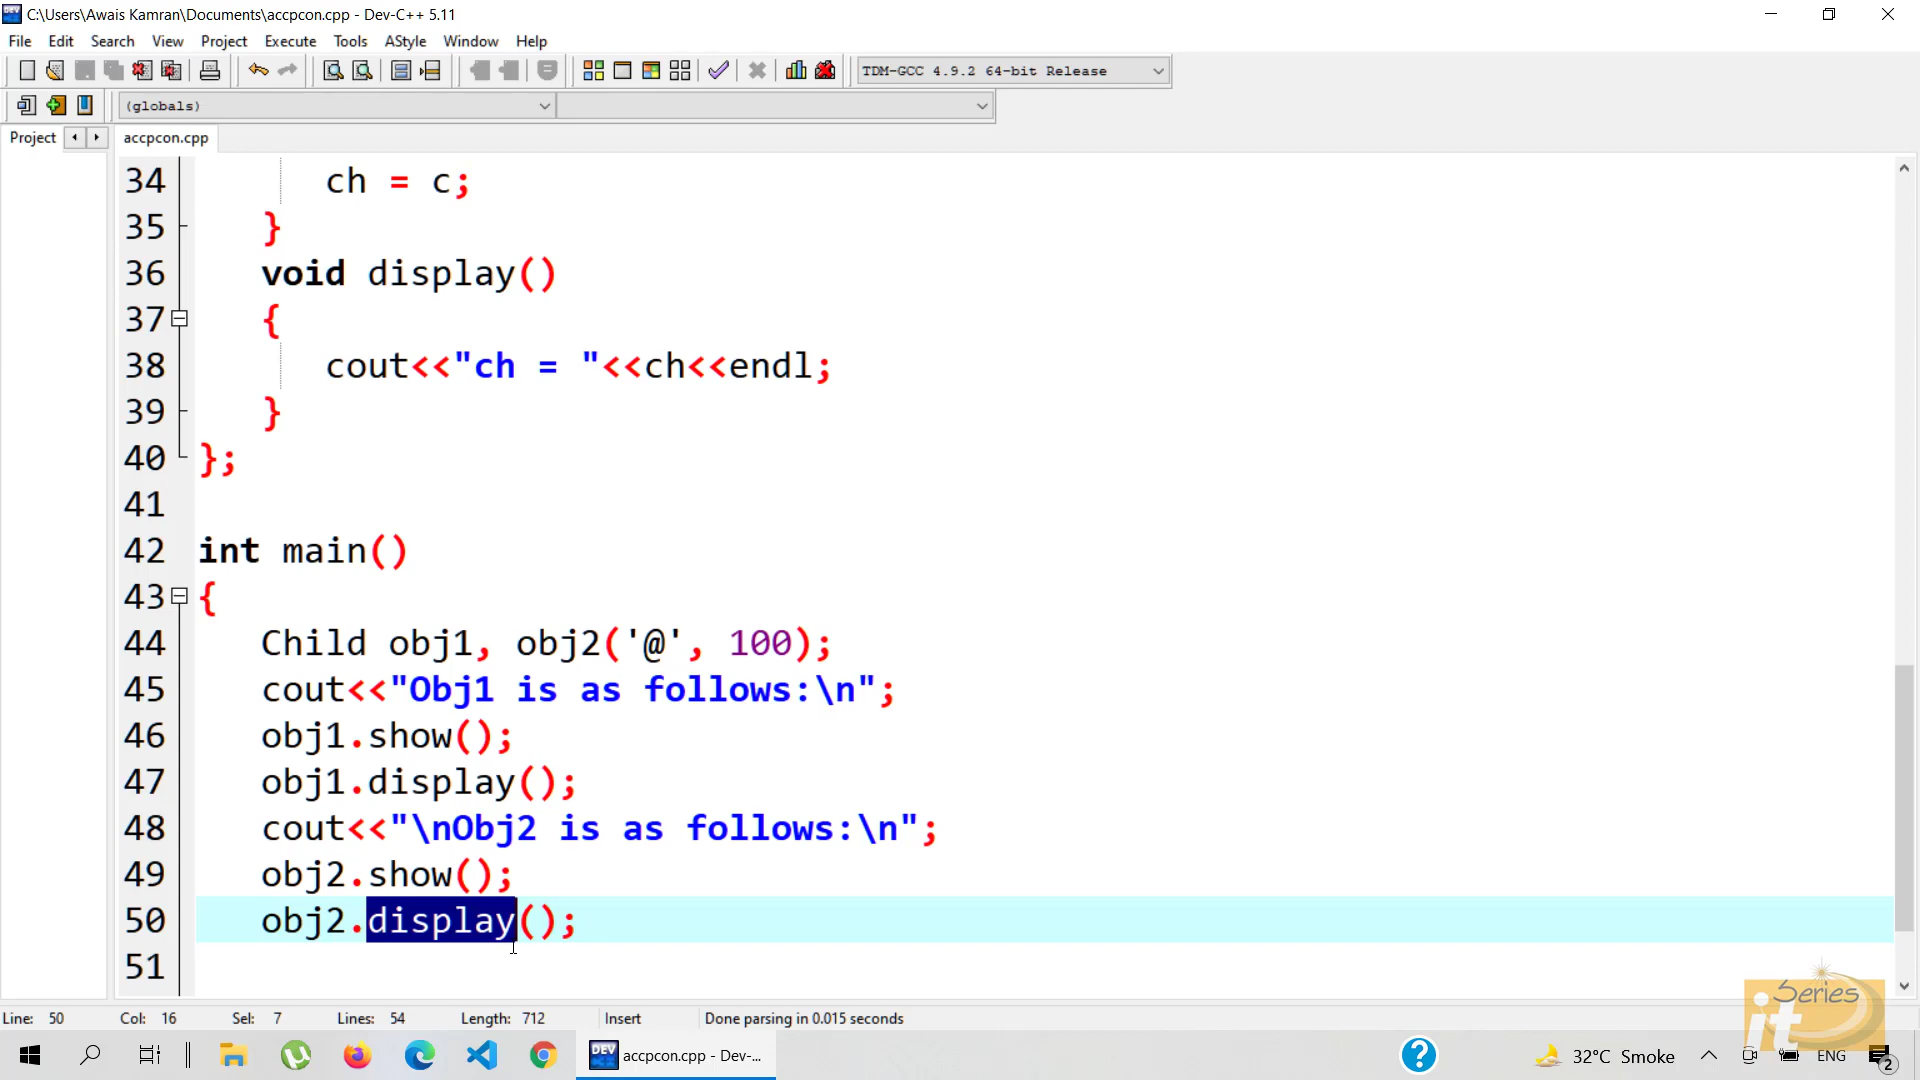 C:\Users\Awais Kamran\Documents\accpcon.cpp - Dev-C++ 5.11
File Edit Search View Project Execute Tools AStyle Window Help
TDM-GCC 4.9.2 64-bit Release
(globals)
Project accpcon.cpp
34 ch = c;
35 }
36 void display()
37 {
38 cout<<"ch = "<<ch<<endl;
39 }
40 };
41
42 int main()
43 {
44 Child obj1, obj2('@', 100);
45 cout<<"Obj1 is as follows:\n";
46 obj1.show();
47 obj1.display();
48 cout<<"\nObj2 is as follows:\n";
49 obj2.show();
50 obj2.display();
51
it Series
Line: 50 Col: 16 Sel: 7 Lines: 54 Length: 712 Insert Done parsing in 0.015 seconds
DEV accpcon.cpp - Dev-... ? 32°C Smoke ENG 2